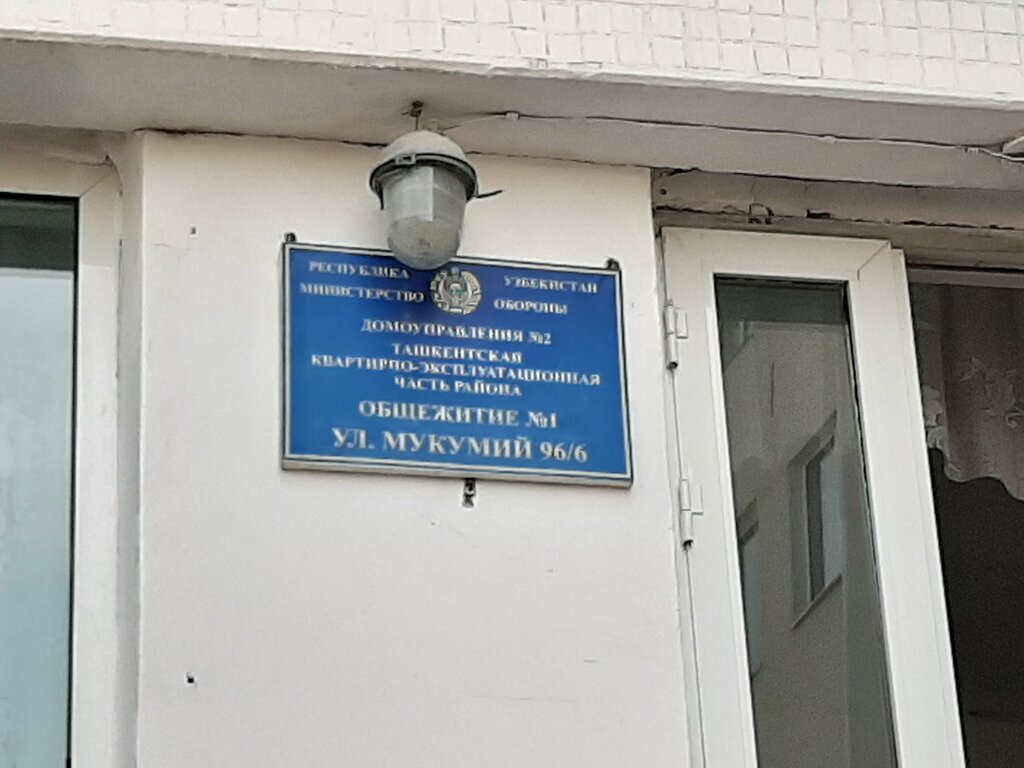 РЕСПУБЛИКА УЗБЕКИСТАН
МИНИСТЕРСТВО ОБОРОНЫ
ДОМОУПРАВЛЕНИЯ №2
ТАШКЕНТСКАЯ
КВАРТИРНО-ЭКСПЛУАТАЦИОННАЯ
ЧАСТЬ РАЙОНА
ОБЩЕЖИТИЕ №1
УЛ. МУКУМИЙ 96/6